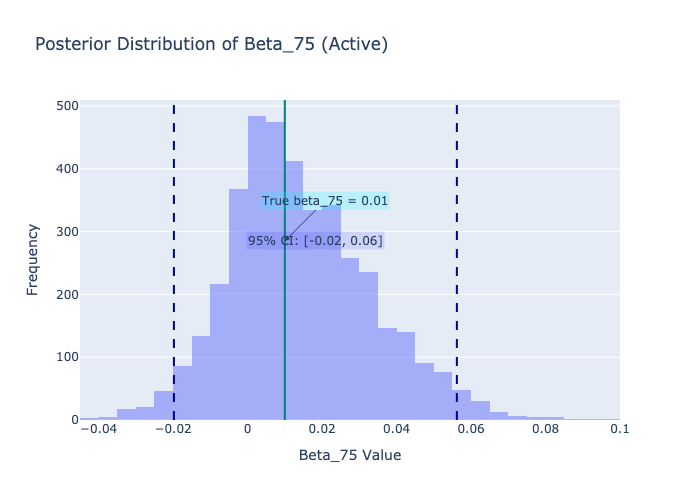 Posterior Distribution of Beta_75 (Active)
500
400
300
200
100
0
Frequency
True beta_75 = 0.01
95% CI: [-0.02, 0.06]
−0.04
−0.02
0
0.02
0.04
0.06
0.08
0.1
Beta_75 Value